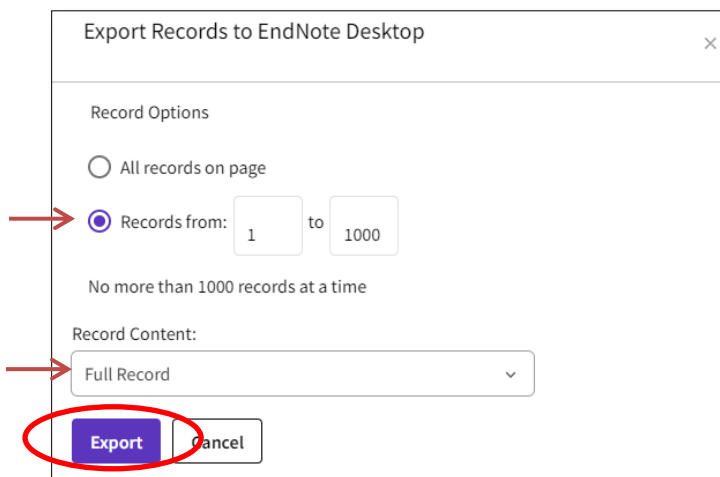 Export Records to EndNote Desktop
×
Record Options
All records on page
Records from: 1 to 1000
No more than 1000 records at a time
Record Content:
Full Record
Export Cancel